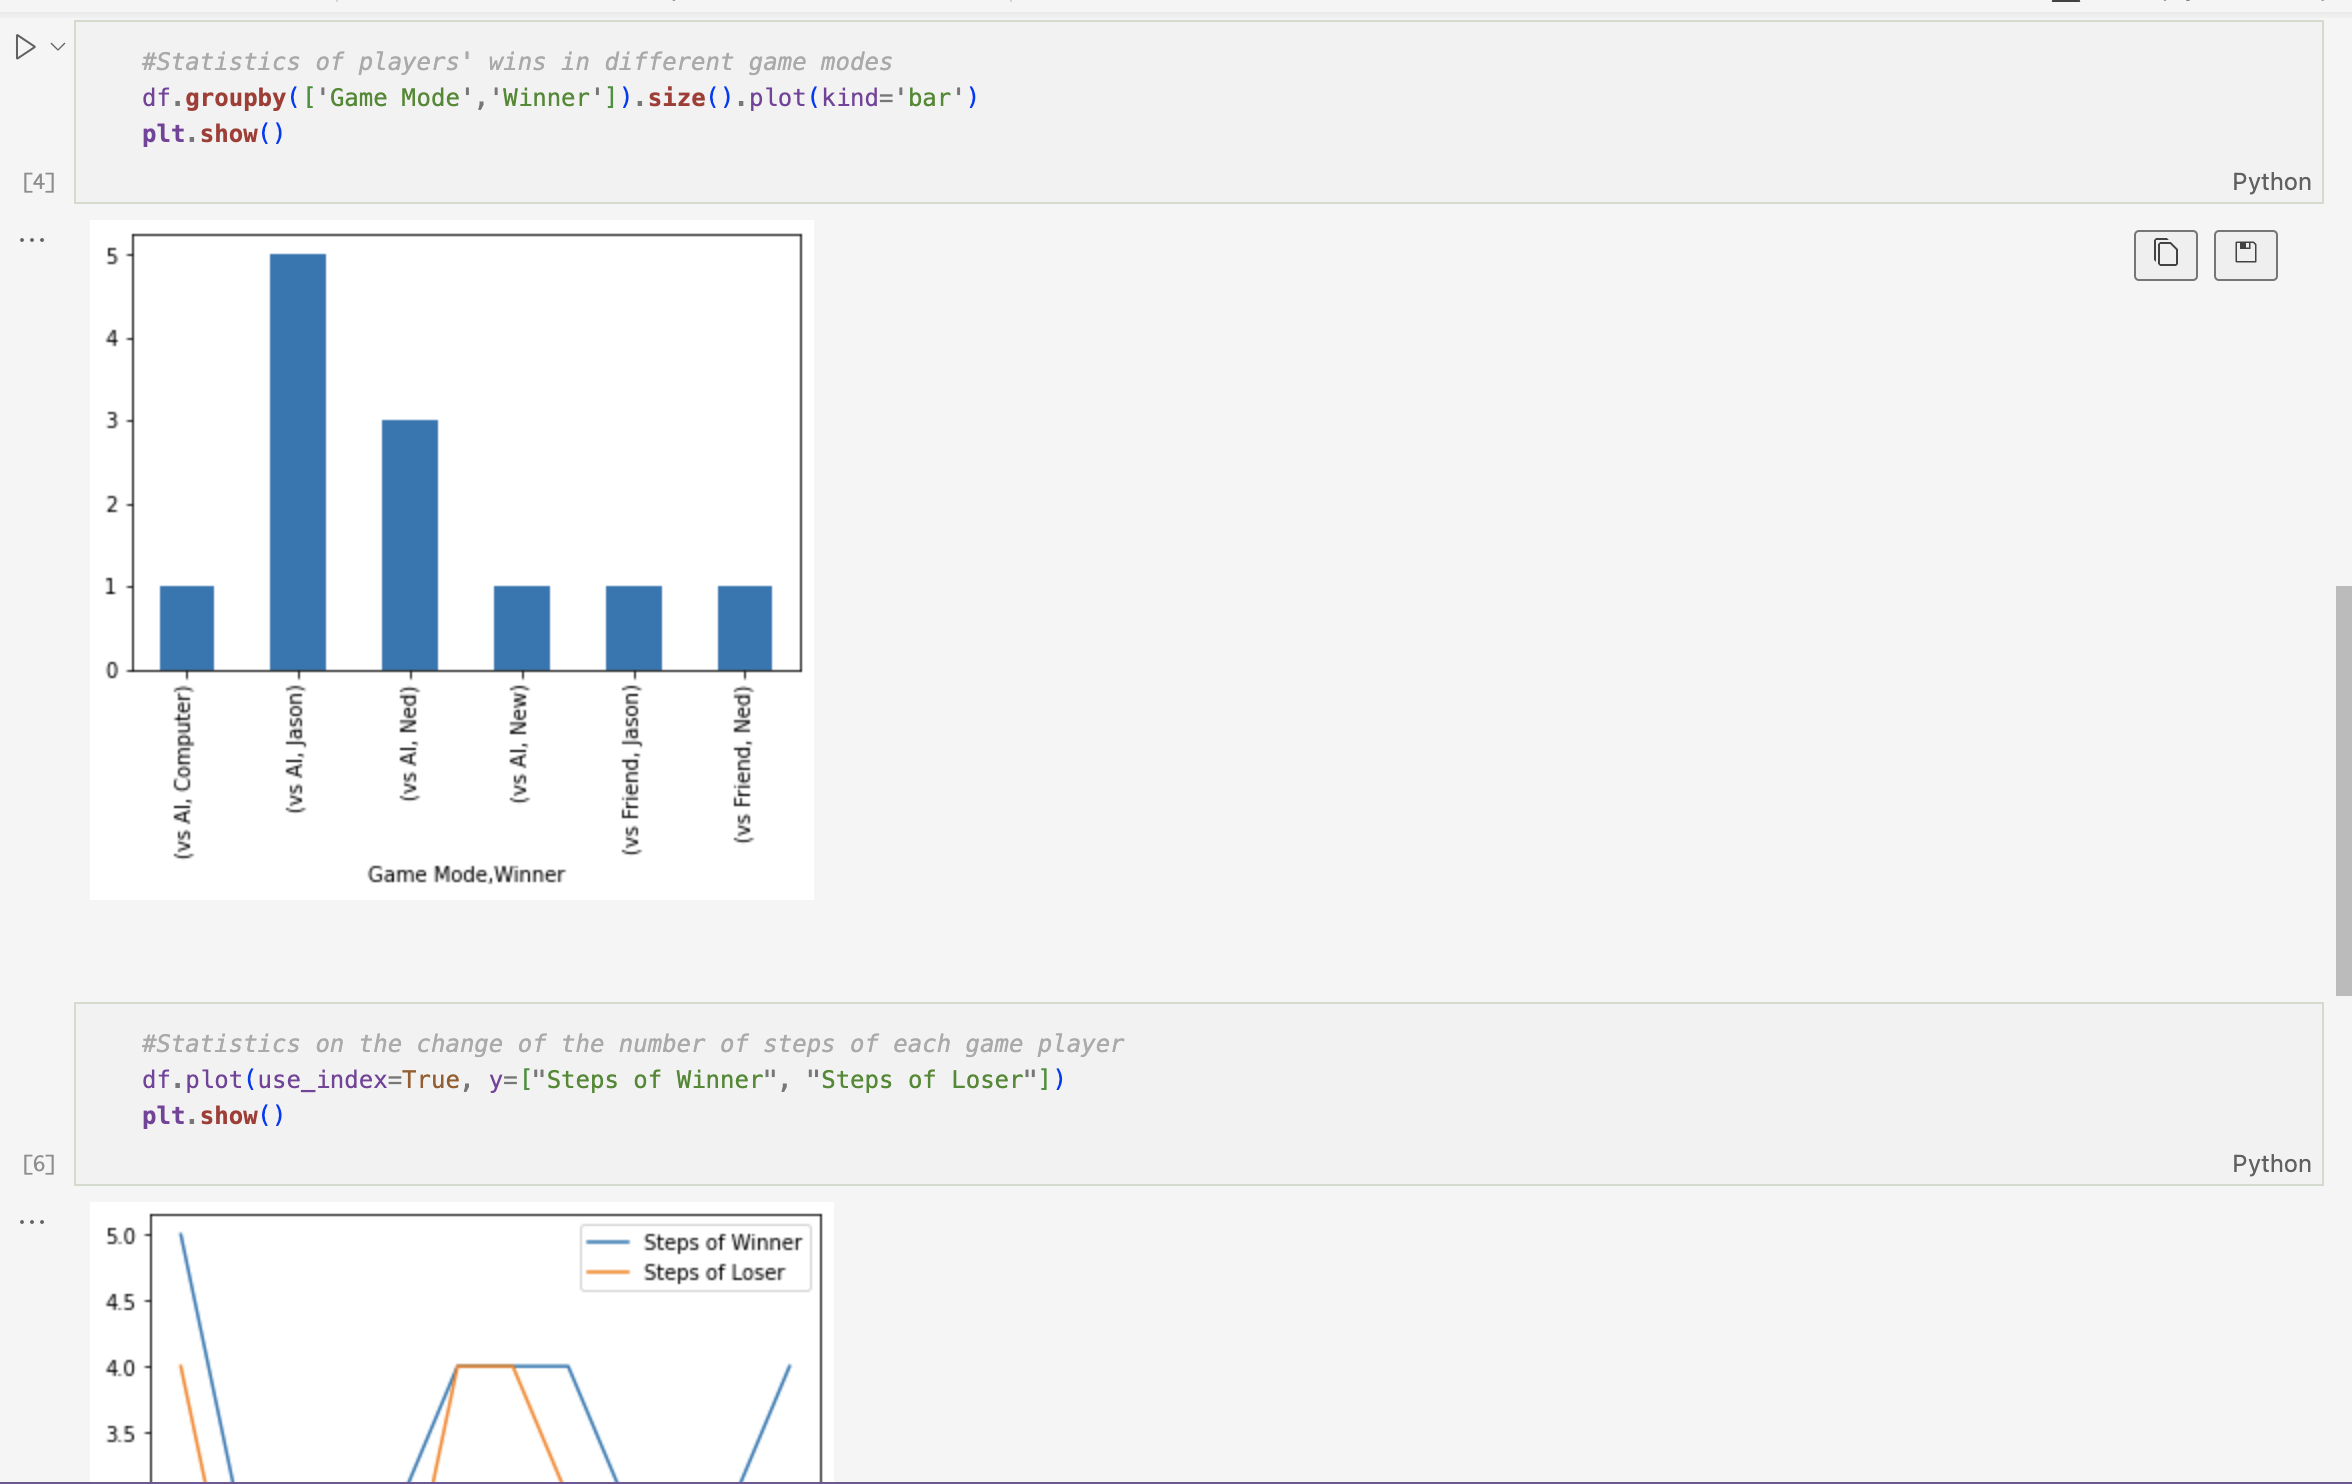 #Statistics of players' wins in different game modes
df.groupby(['Game Mode','Winner']).size().plot(kind='bar')
plt.show()
[4]
Python
5
4
3
2
1
0
(vs AI, Computer)
(vs AI, Jason)
(vs AI, Ned)
(vs AI, New)
(vs Friend, Jason)
(vs Friend, Ned)
Game Mode,Winner
#Statistics on the change of the number of steps of each game player
df.plot(use_index=True, y=["Steps of Winner", "Steps of Loser"])
plt.show()
[6]
Python
5.0
Steps of Winner
Steps of Loser
4.5
4.0
3.5